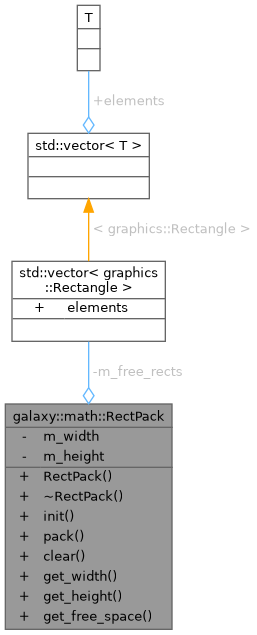 T
+elements
std::vector< T >
< graphics::Rectangle >
std::vector< graphics
::Rectangle >
+ elements
-m_free_rects
galaxy::math::RectPack
- m_width
- m_height
+ RectPack()
+ ~RectPack()
+ init()
+ pack()
+ clear()
+ get_width()
+ get_height()
+ get_free_space()